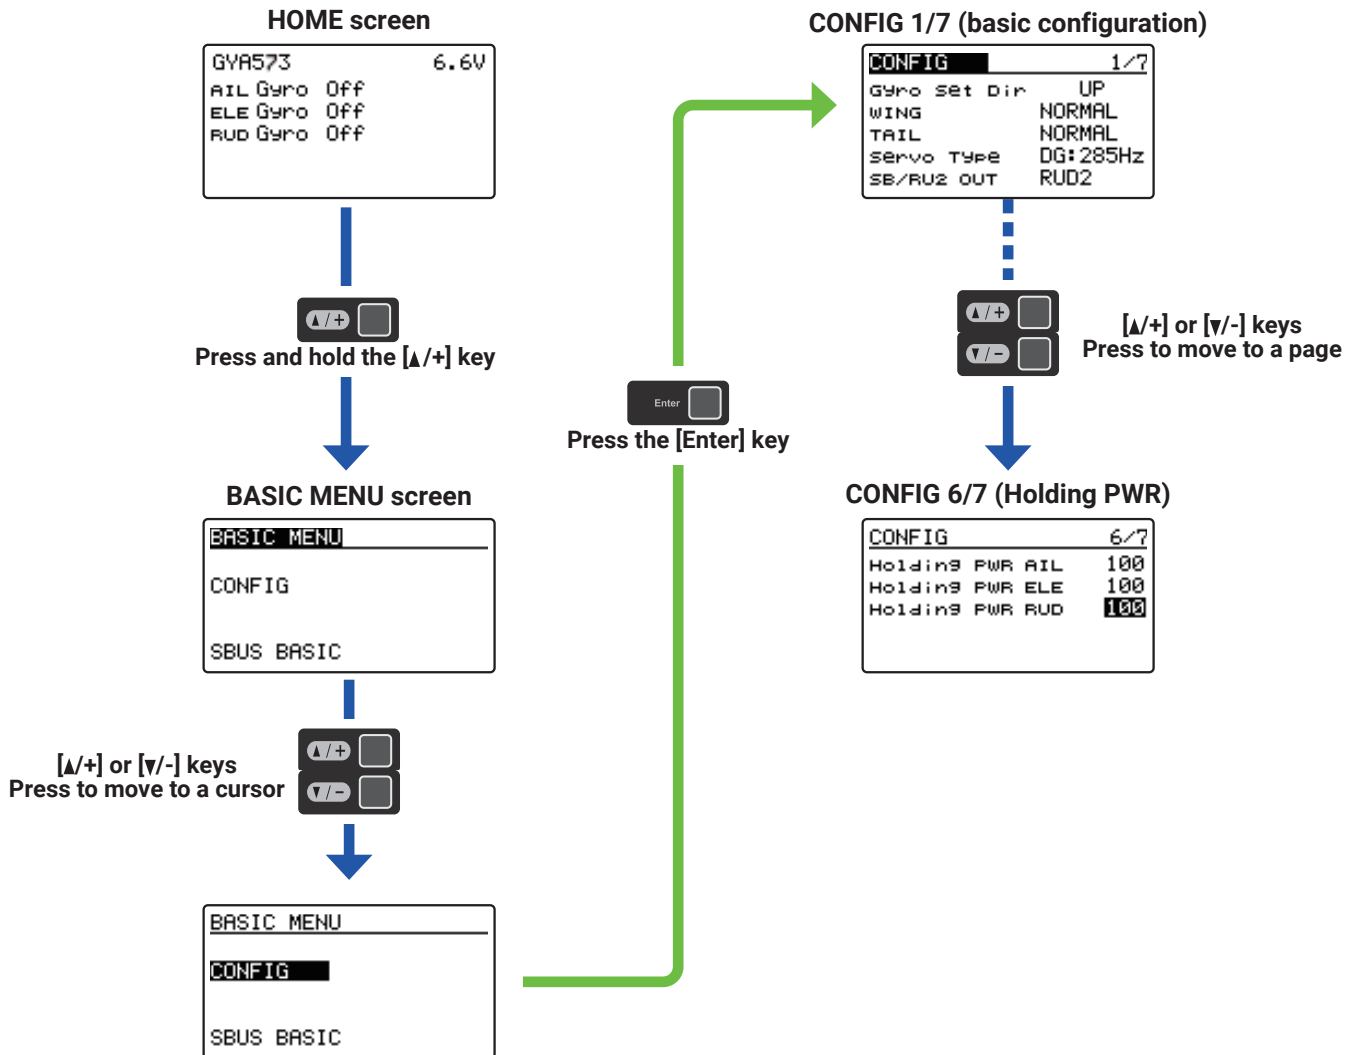 HOME screen
GYA573 6.6V
AIL Gyro Off
ELE Gyro Off
RUD Gyro Off
▲/+
Press and hold the [▲/+] key
BASIC MENU screen
BASIC MENU
CONFIG
SBUS BASIC
[▲/+] or [▼/-] keys
Press to move to a cursor
▲/+
▼/−
BASIC MENU
CONFIG
SBUS BASIC
Enter
Press the [Enter] key
CONFIG 1/7 (basic configuration)
CONFIG 1/7
Gyro Set Dir UP
WING NORMAL
TAIL NORMAL
Servo Type DG:285Hz
SB/RU2 OUT RUD2
▲/+
▼/−
[▲/+] or [▼/-] keys
Press to move to a page
CONFIG 6/7 (Holding PWR)
CONFIG 6/7
Holding PWR AIL 100
Holding PWR ELE 100
Holding PWR RUD 100